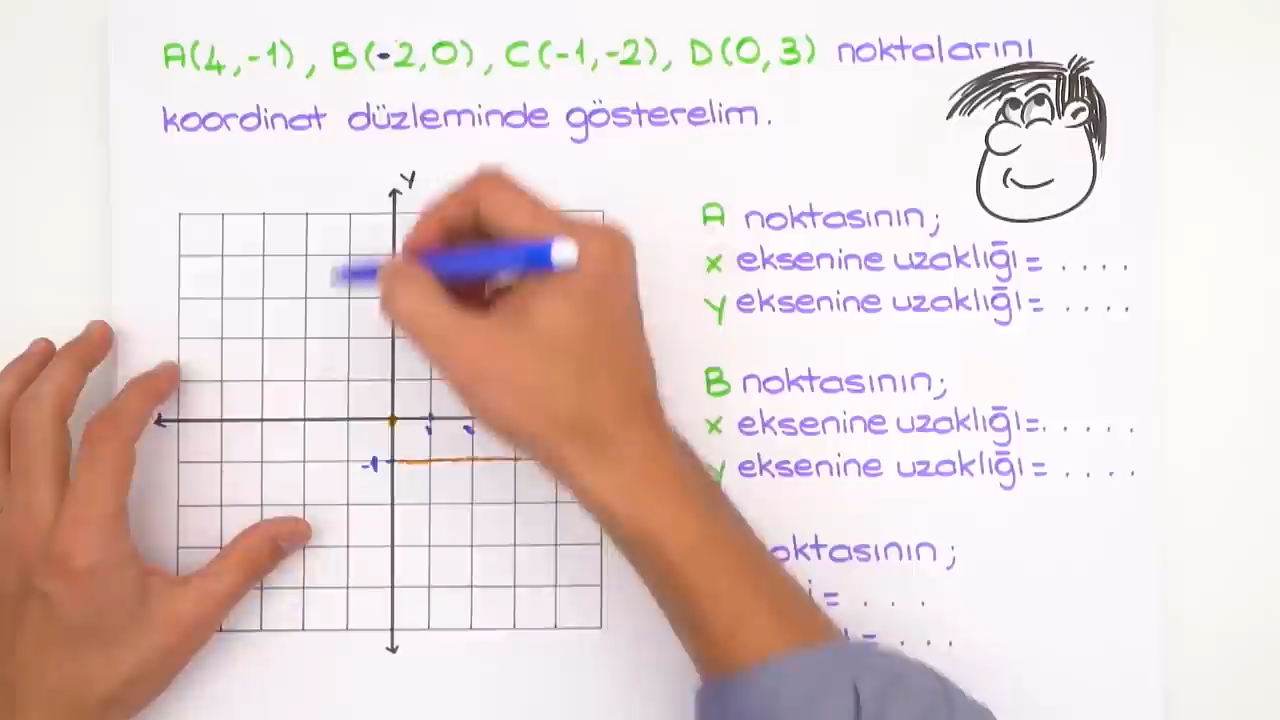 A(4,-1), B(-2,0), C(-1,-2), D(0,3) noktalarını
koordinat düzleminde gösterelim.
y
-1
A noktasının;
x eksenine uzaklığı= . . . .
y eksenine uzaklığı= . . . .
B noktasının;
x eksenine uzaklığı=. . . . .
y eksenine uzaklığı= . . . .